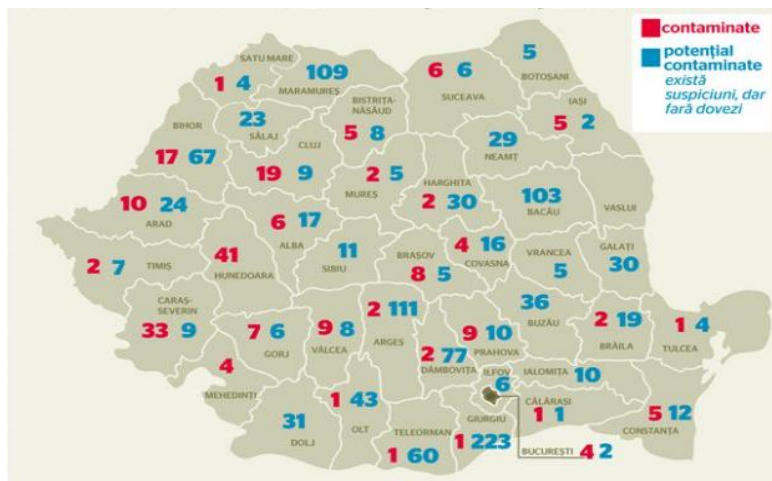 contaminate
potențial
contaminate
există
suspiciuni, dar
fară dovezi
SATU MARE
1 4
109
MARAMUREȘ
6 6
SUCEAVA
5
BOTOȘANI
IAȘI
5 2
BIHOR
17 67
23
SĂLAJ
CLUJ
19 9
BISTRIȚA-
NĂSĂUD
5 8
29
NEAMȚ
2 5
MUREȘ
HARGHITA
2 30
103
BACĂU
VASLUI
10 24
ARAD
6 17
ALBA
41
HUNEDOARA
11
SIBIU
BRAȘOV
8 5
4 16
COVASNA
VRANCEA
5
GALAȚI
30
2 7 TIMIȘ
CARAȘ-
SEVERIN
33 9
7 6
GORJ
9 8
VÂLCEA
2 111
ARGEȘ
2 77
DÂMBOVIȚA
9 10
PRAHOVA
36
BUZĂU
2 19
BRĂILA
1 4
TULCEA
4
MEHEDINȚI
31
DOLJ
1 43
OLT
TELEORMAN
1 60
ILFOV
6
GIURGIU
1 223
IALOMIȚA 10
CĂLĂRAȘI
1 1
BUCUREȘTI 4 2
5 12
CONSTANȚA